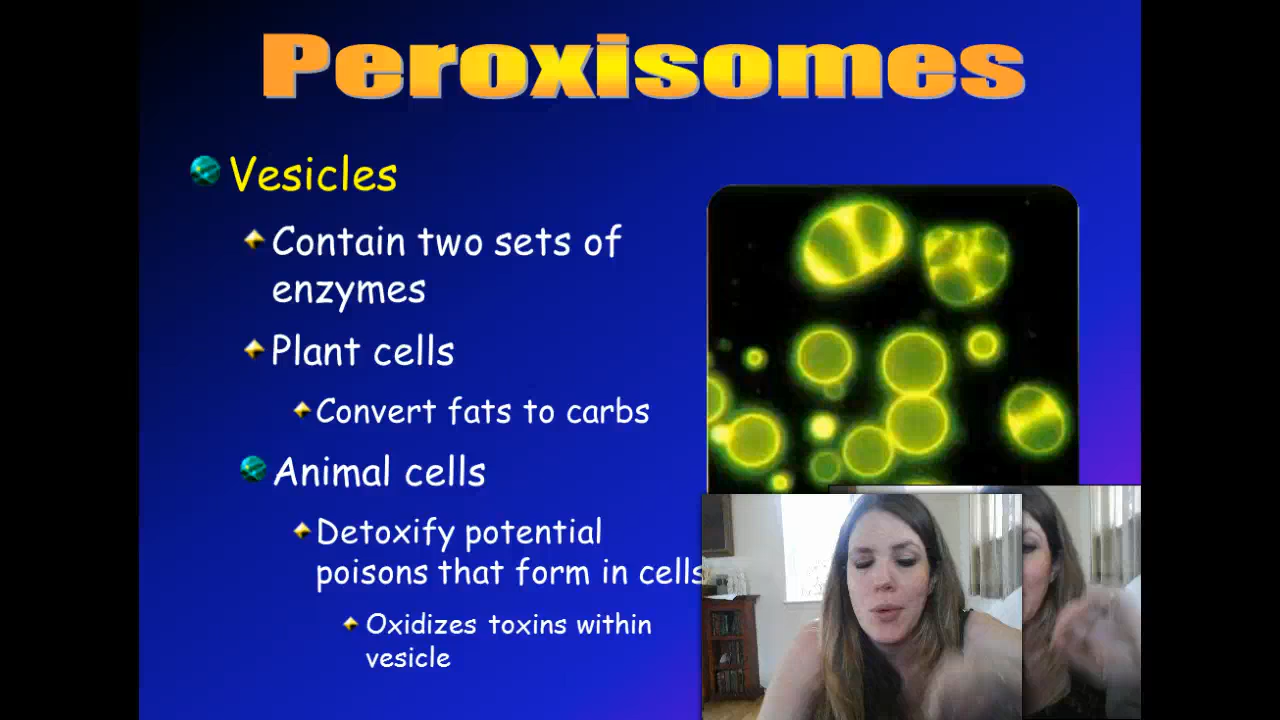 Peroxisomes
Vesicles
Contain two sets of
enzymes
Plant cells
Convert fats to carbs
Animal cells
Detoxify potential
poisons that form in cells
Oxidizes toxins within
vesicle